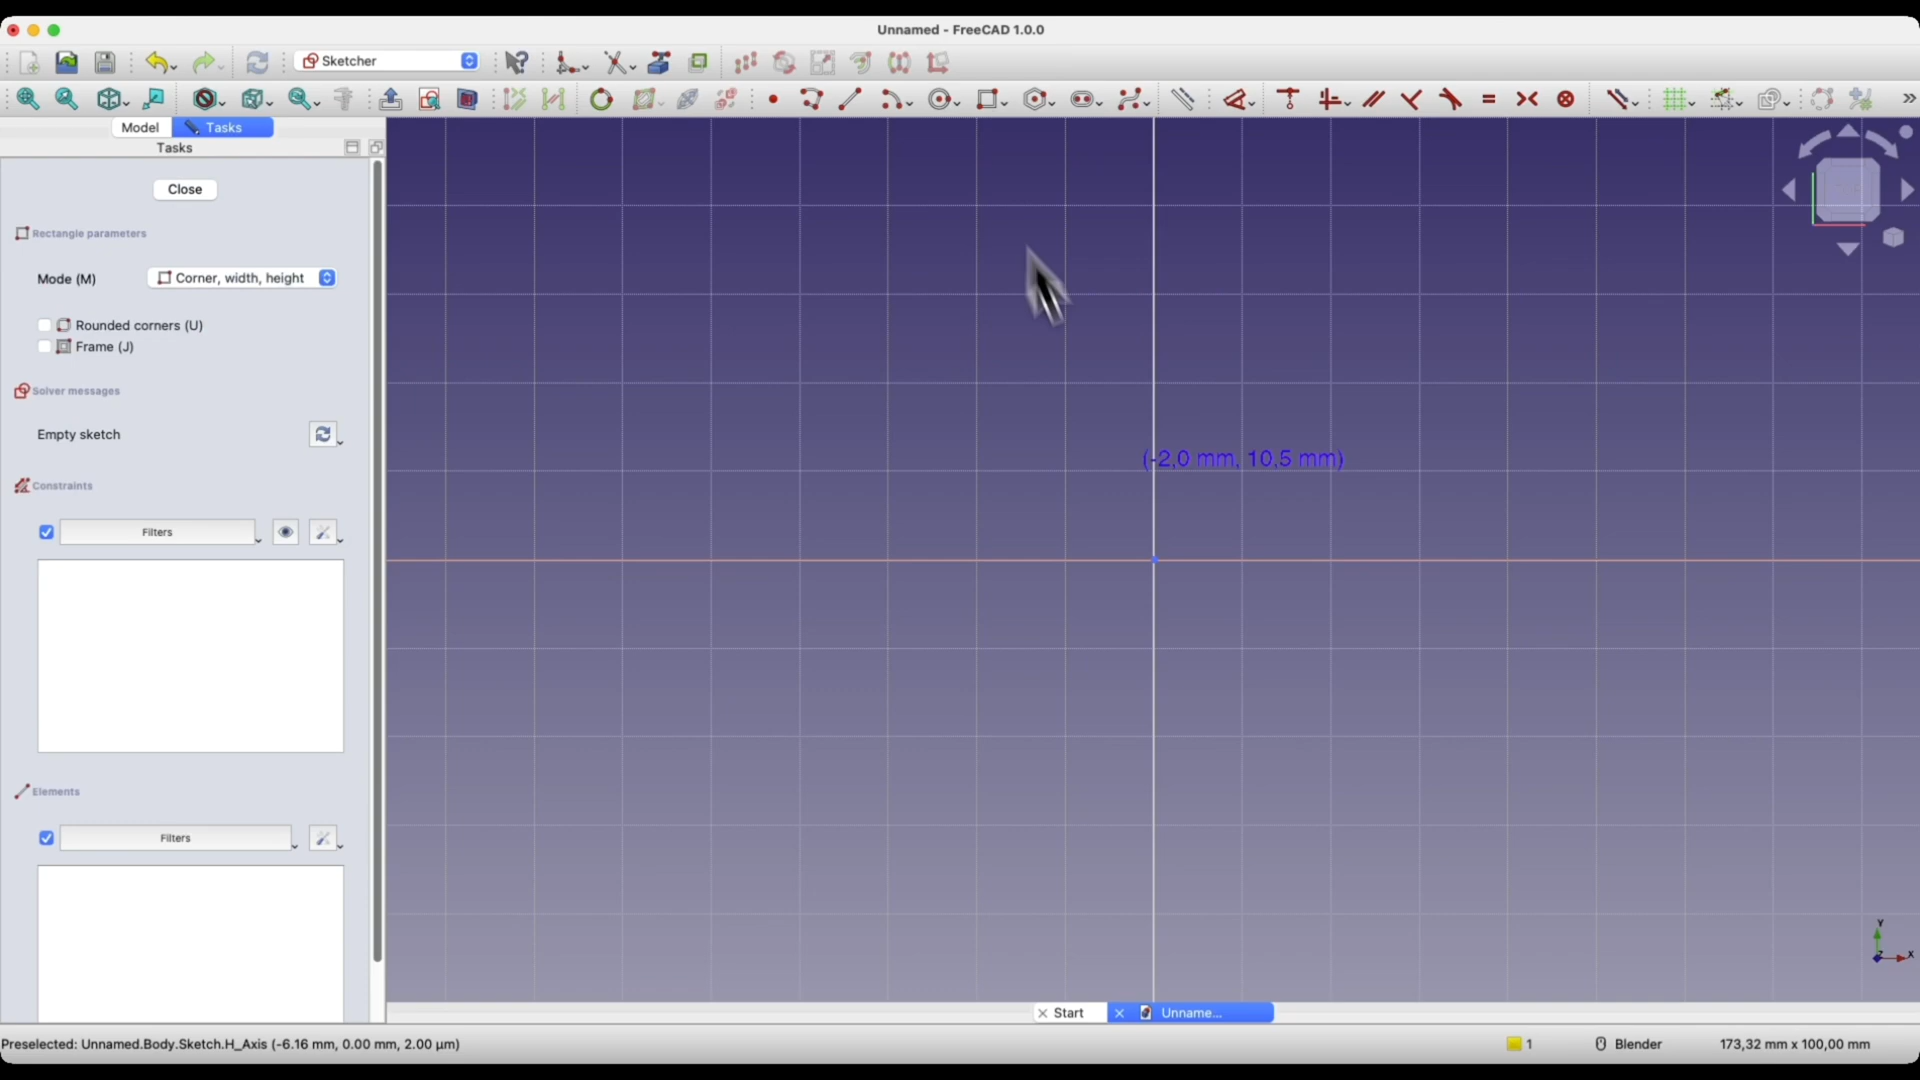 Unnamed - FreeCAD 1.0.0
Sketcher
Model
Tasks
Tasks
Close
Rectangle parameters
Mode (M)
Corner, width, height
Rounded corners (U)
Frame (J)
Solver messages
Empty sketch
Constraints
Filters
Elements
Filters
(-2,0 mm, 10,5 mm)
Y
Z
X
Start
Unname...
Preselected: Unnamed.Body.Sketch.H_Axis (-6.16 mm, 0.00 mm, 2.00 µm)
1
Blender
173,32 mm x 100,00 mm